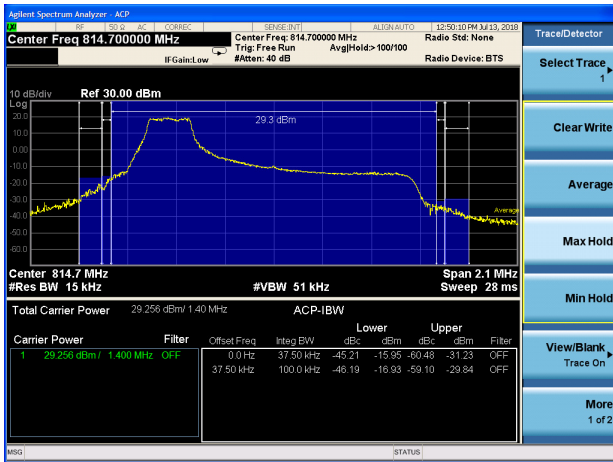 Agilent Spectrum Analyzer - ACP
LXI RF 50 Ω AC CORREC SENSE:INT ALIGN AUTO 12:50:10 PM Jul 13, 2018
Center Freq 814.700000 MHz
Center Freq: 814.700000 MHz
Radio Std: None
Trig: Free Run Avg|Hold:> 100/100
IFGain:Low #Atten: 40 dB Radio Device: BTS
Trace/Detector
Select Trace
1
Clear Write
Average
Max Hold
Min Hold
View/Blank
Trace On
More
1 of 2
10 dB/div Ref 30.00 dBm
Log
20.0
10.0
0.00
-10.0
-20.0
-30.0
-40.0
-50.0
-60.0
29.3 dBm
Average
Center 814.7 MHz Span 2.1 MHz
#Res BW 15 kHz #VBW 51 kHz Sweep 28 ms
Total Carrier Power 29.256 dBm/ 1.40 MHz ACP-IBW
Lower Upper
Carrier Power Filter Offset Freq Integ BW dBc dBm dBc dBm Filter
1 29.256 dBm / 1.400 MHz OFF 0.0 Hz 37.50 kHz -45.21 -15.95 -60.48 -31.23 OFF
37.50 kHz 100.0 kHz -46.19 -16.93 -59.10 -29.84 OFF
MSG STATUS